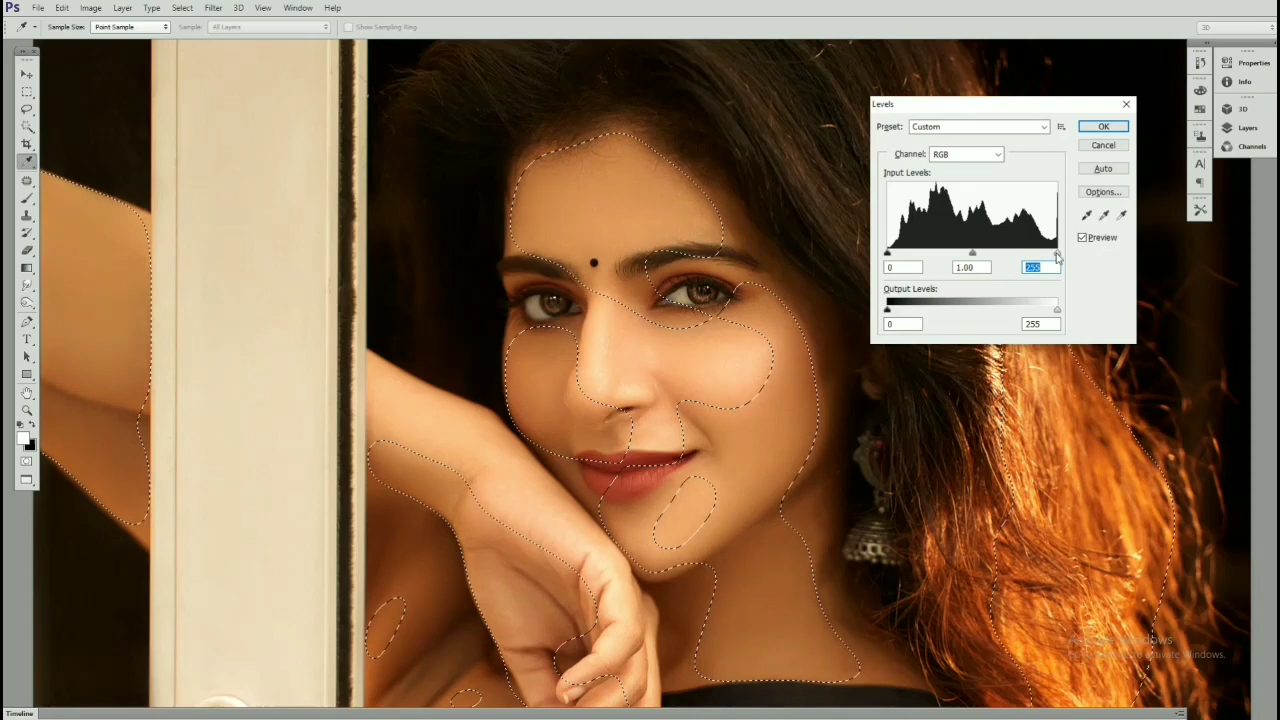 Ps File Edit Image Layer Type Select Filter 3D View Window Help
Sample Size: Point Sample Sample: All Layers Show Sampling Ring 3D
Properties
Info
3D
Layers
Channels
Levels
Preset: Custom OK
Channel: RGB Cancel
Input Levels: Auto
Options...
Preview
0 1.00 255
Output Levels:
0 255
Activate Windows
Timeline